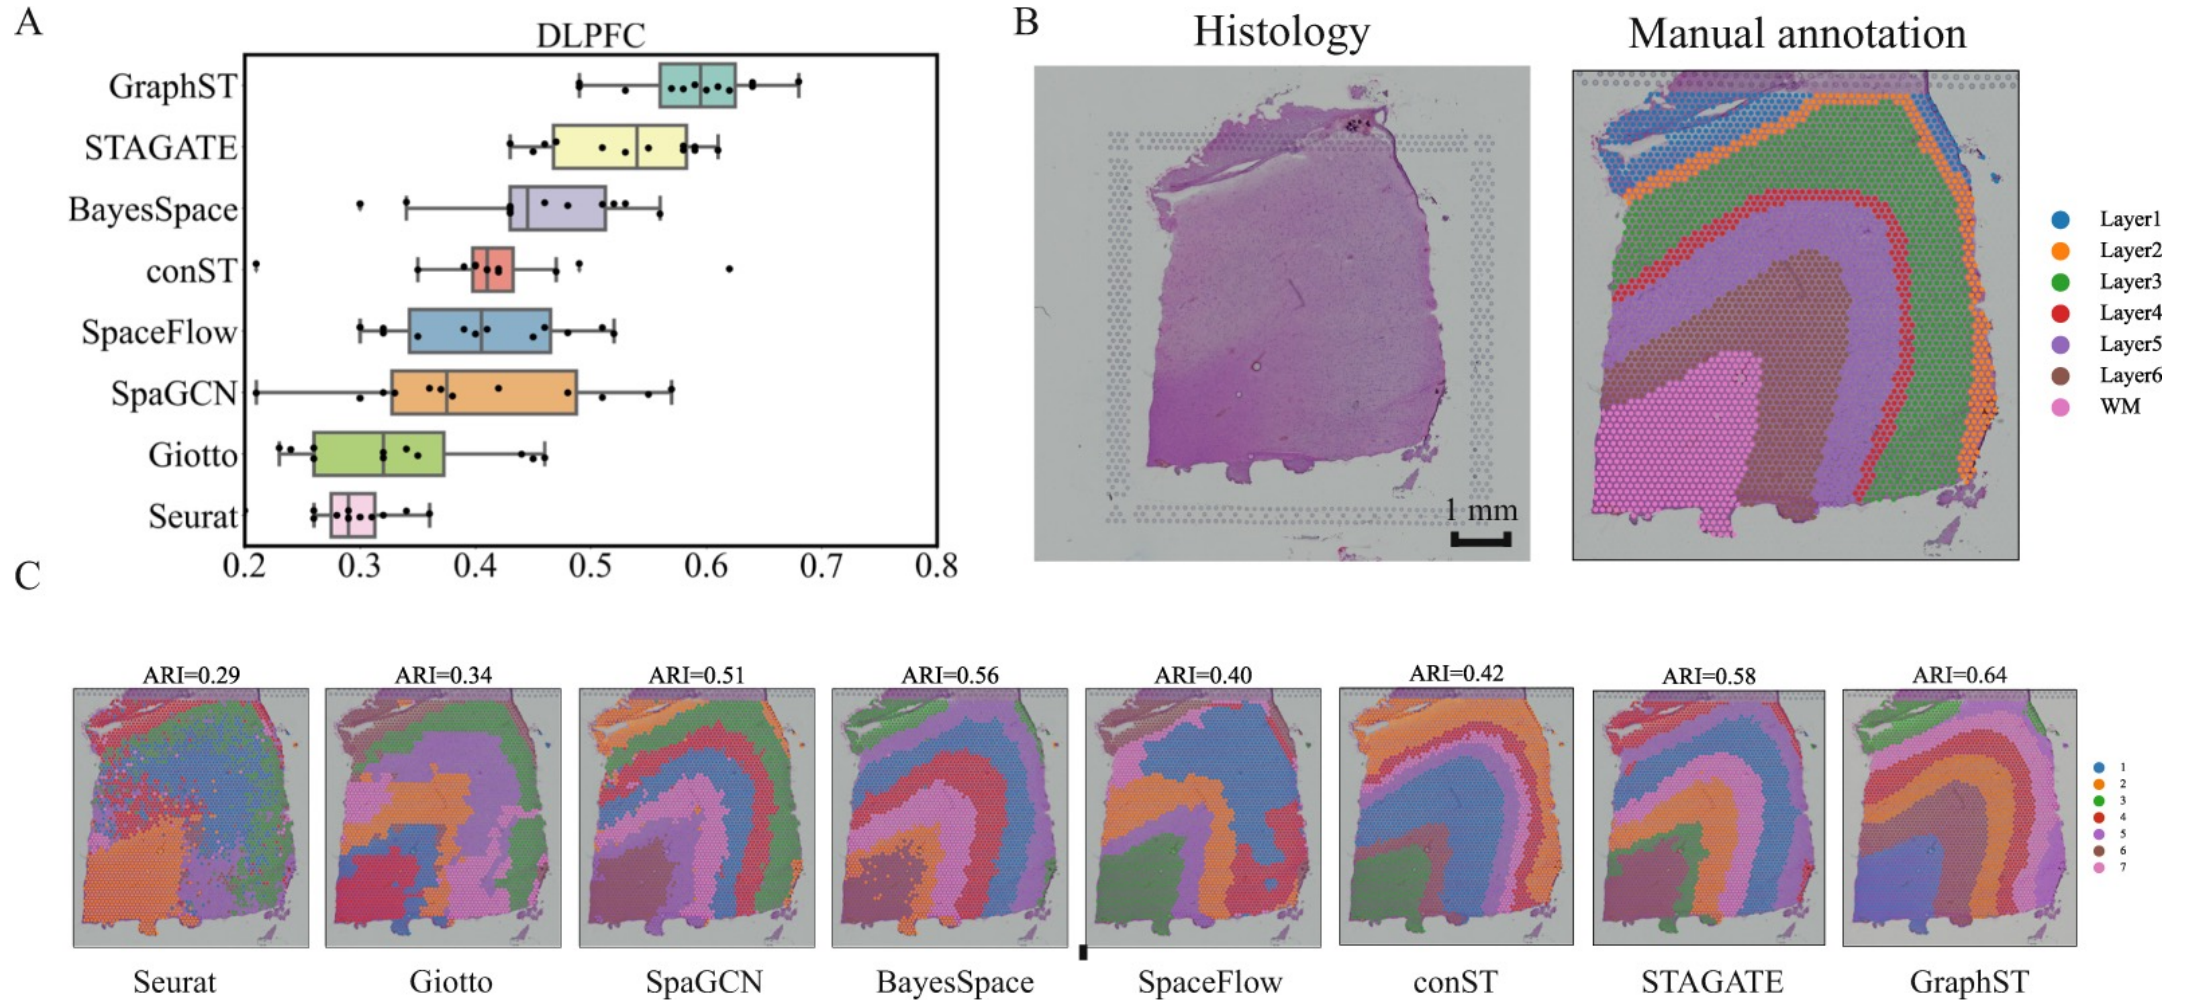 A
DLPFC
GraphST
STAGATE
BayesSpace
conST
SpaceFlow
SpaGCN
Giotto
Seurat
0.2 0.3 0.4 0.5 0.6 0.7 0.8
B
Histology
1 mm
Manual annotation
Layer1
Layer2
Layer3
Layer4
Layer5
Layer6
WM
C
ARI=0.29 ARI=0.34 ARI=0.51 ARI=0.56 ARI=0.40 ARI=0.42 ARI=0.58 ARI=0.64
1
2
3
4
5
6
7
Seurat Giotto SpaGCN BayesSpace SpaceFlow conST STAGATE GraphST